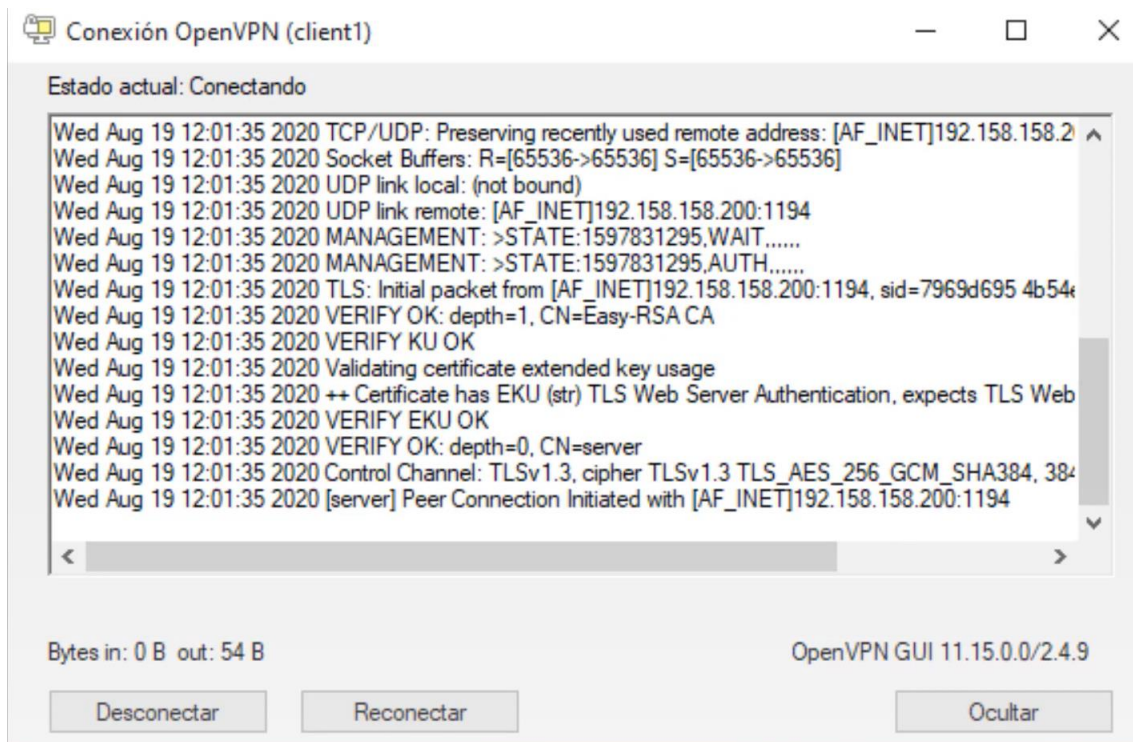 Conexión OpenVPN (client1)
Estado actual: Conectando
Wed Aug 19 12:01:35 2020 TCP/UDP: Preserving recently used remote address: [AF_INET]192.158.158.2
Wed Aug 19 12:01:35 2020 Socket Buffers: R=[65536->65536] S=[65536->65536]
Wed Aug 19 12:01:35 2020 UDP link local: (not bound)
Wed Aug 19 12:01:35 2020 UDP link remote: [AF_INET]192.158.158.200:1194
Wed Aug 19 12:01:35 2020 MANAGEMENT: >STATE:1597831295,WAIT,,,,,,
Wed Aug 19 12:01:35 2020 MANAGEMENT: >STATE:1597831295,AUTH,,,,,,
Wed Aug 19 12:01:35 2020 TLS: Initial packet from [AF_INET]192.158.158.200:1194, sid=7969d695 4b54
Wed Aug 19 12:01:35 2020 VERIFY OK: depth=1, CN=Easy-RSA CA
Wed Aug 19 12:01:35 2020 VERIFY KU OK
Wed Aug 19 12:01:35 2020 Validating certificate extended key usage
Wed Aug 19 12:01:35 2020 ++ Certificate has EKU (str) TLS Web Server Authentication, expects TLS Web
Wed Aug 19 12:01:35 2020 VERIFY EKU OK
Wed Aug 19 12:01:35 2020 VERIFY OK: depth=0, CN=server
Wed Aug 19 12:01:35 2020 Control Channel: TLSv1.3, cipher TLSv1.3 TLS_AES_256_GCM_SHA384, 384
Wed Aug 19 12:01:35 2020 [server] Peer Connection Initiated with [AF_INET]192.158.158.200:1194
Bytes in: 0 B out: 54 B
OpenVPN GUI 11.15.0.0/2.4.9
Desconectar
Reconectar
Ocultar